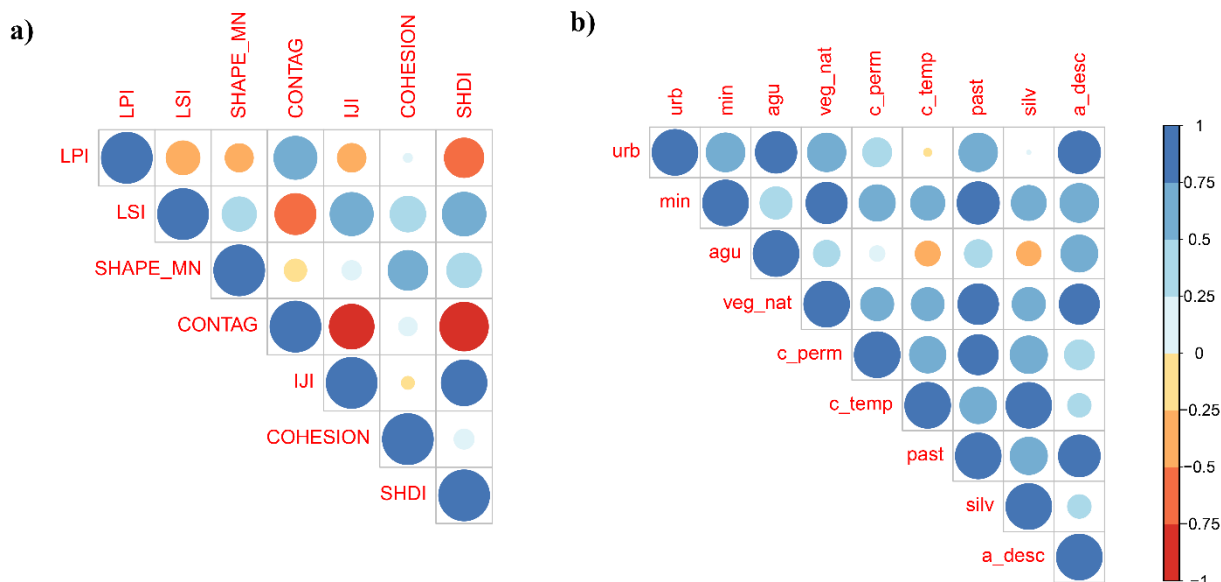 a)
LPI
LSI
SHAPE_MN
CONTAG
IJI
COHESION
SHDI
LPI
LSI
SHAPE_MN
CONTAG
IJI
COHESION
SHDI
b)
urb
min
agu
veg_nat
c_perm
c_temp
past
silv
a_desc
urb
min
agu
veg_nat
c_perm
c_temp
past
silv
a_desc
1
0.75
0.5
0.25
0
−0.25
−0.5
−0.75
−1